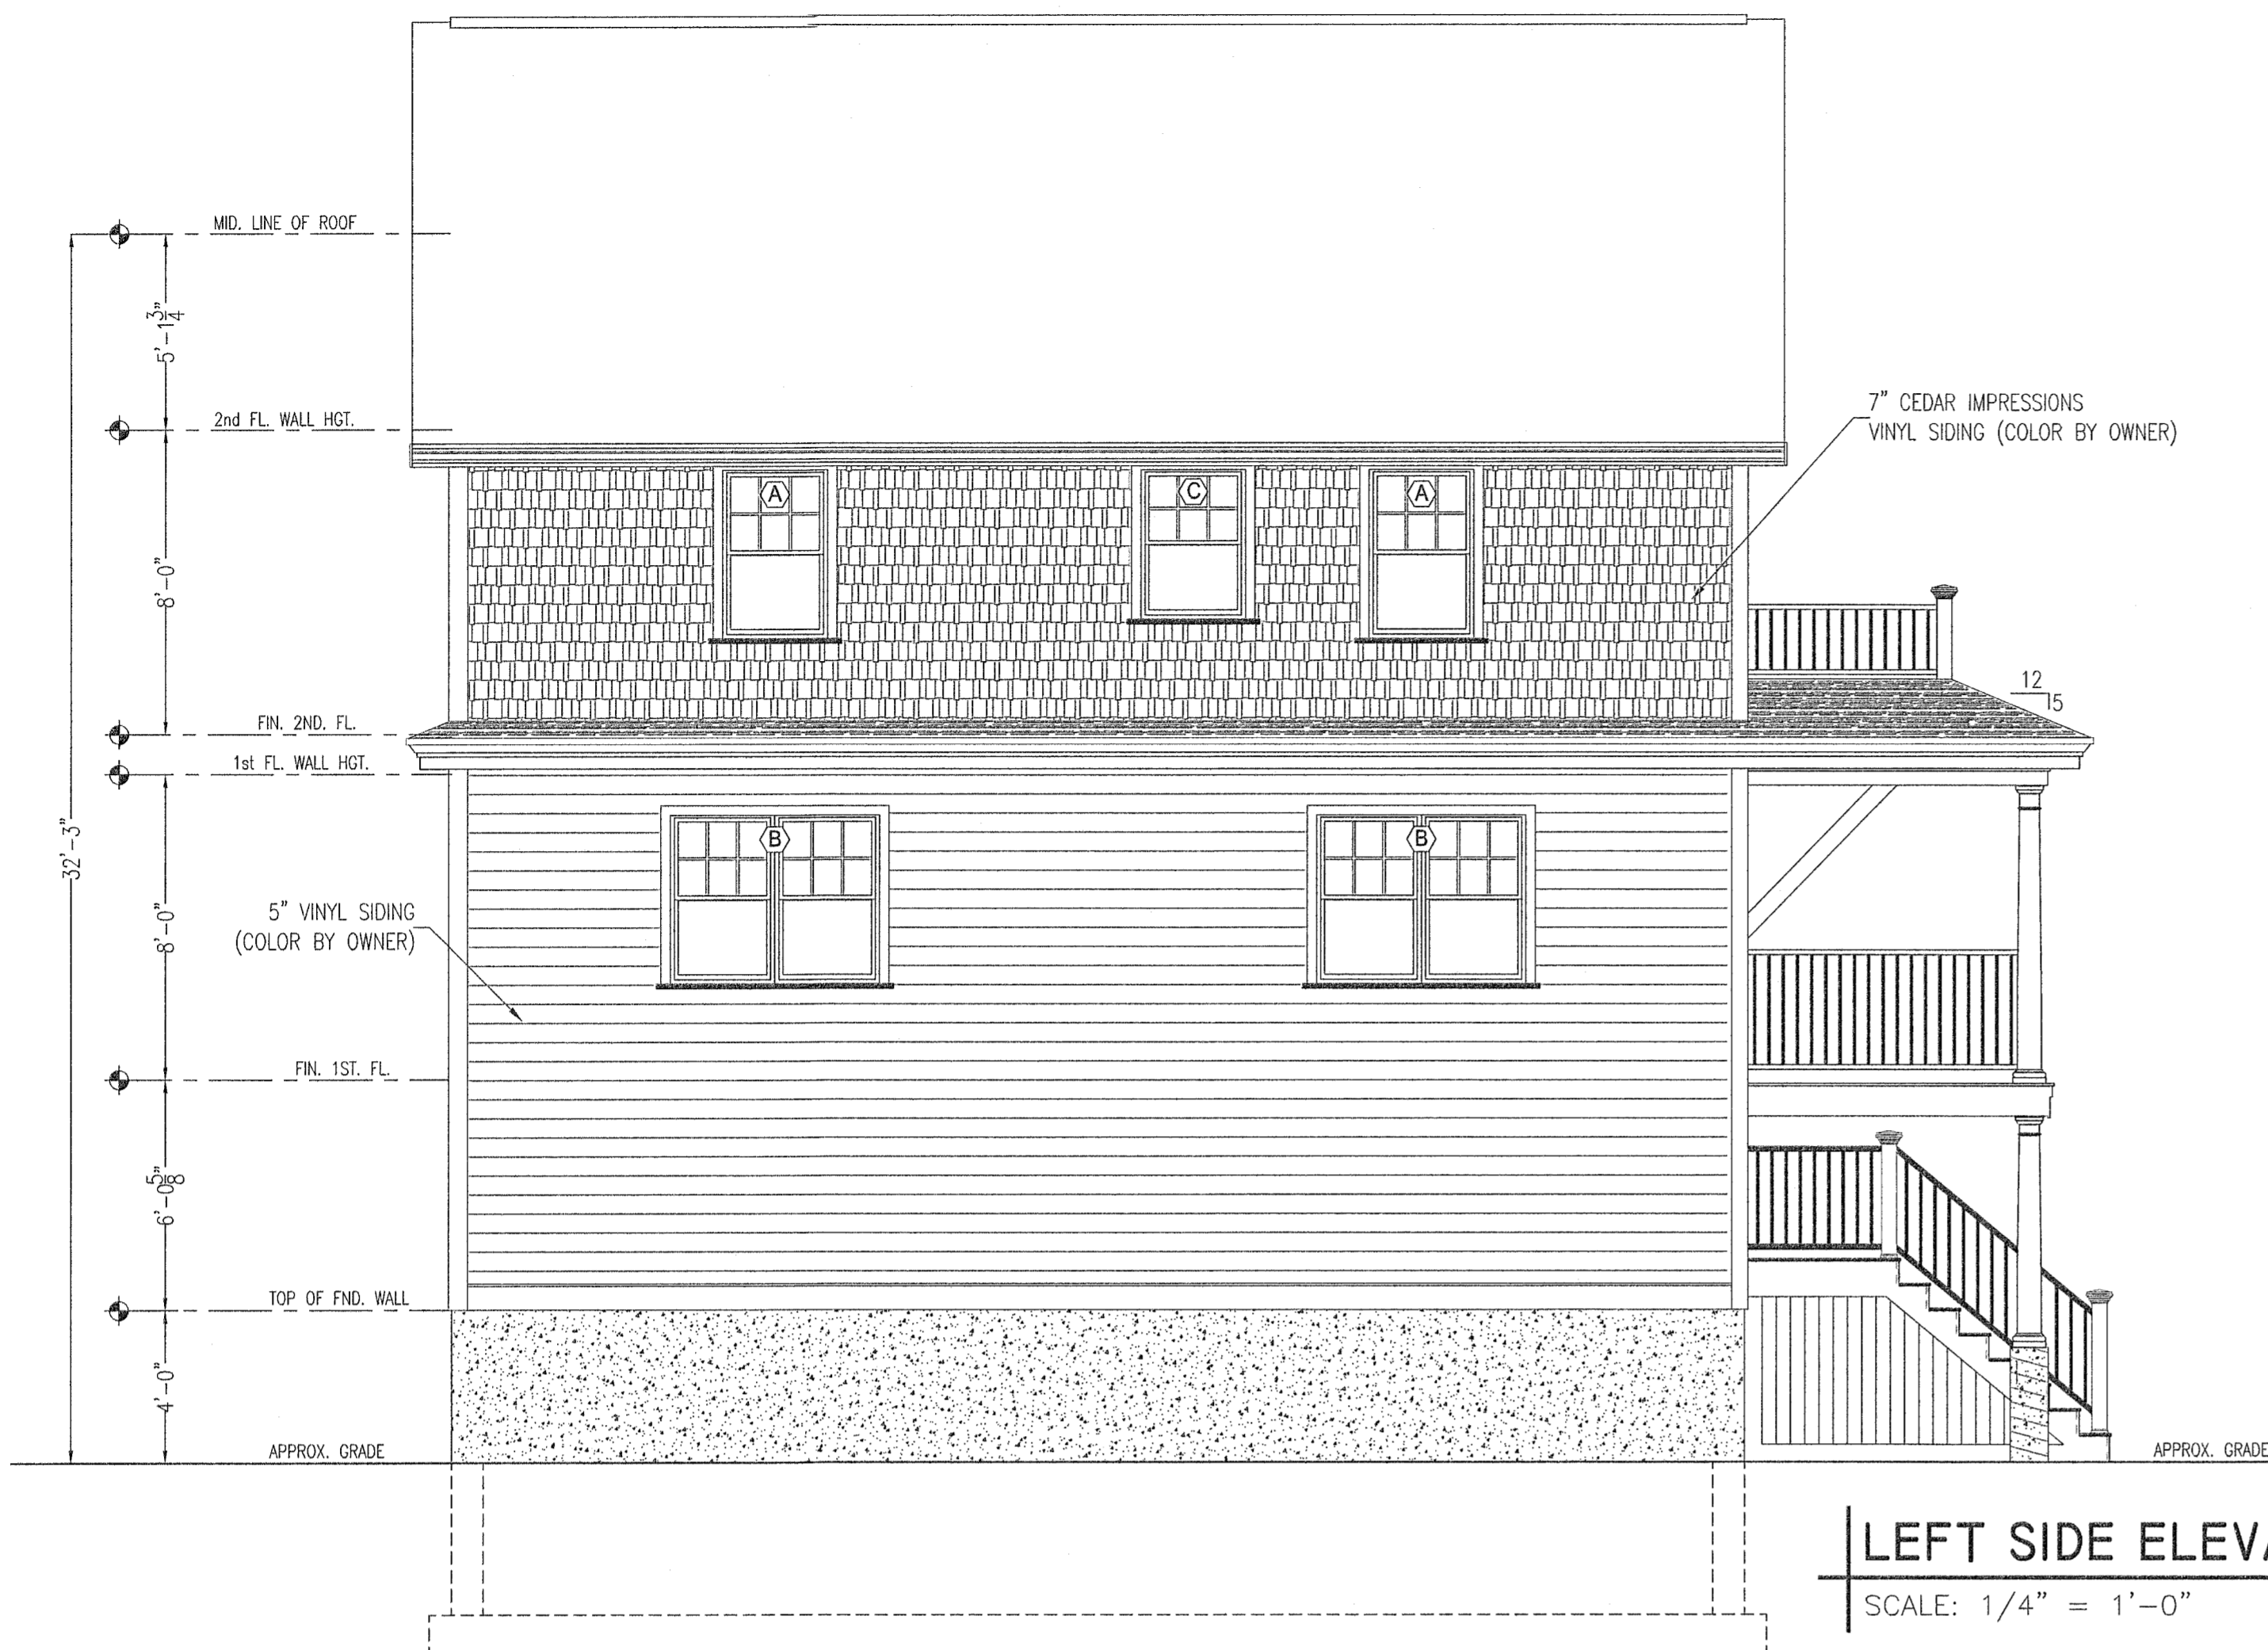 MID. LINE OF ROOF
5'-1 3/4"
2nd FL. WALL HGT.
7" CEDAR IMPRESSIONS
VINYL SIDING (COLOR BY OWNER)
A
C
A
8'-0"
12
5
FIN. 2ND. FL.
1st FL. WALL HGT.
32'-3"
B
B
5" VINYL SIDING
(COLOR BY OWNER)
8'-0"
FIN. 1ST. FL.
6'-0 5/8"
TOP OF FND. WALL
4'-0"
APPROX. GRADE
APPROX. GRADE
LEFT SIDE ELEVA
SCALE: 1/4" = 1'-0"